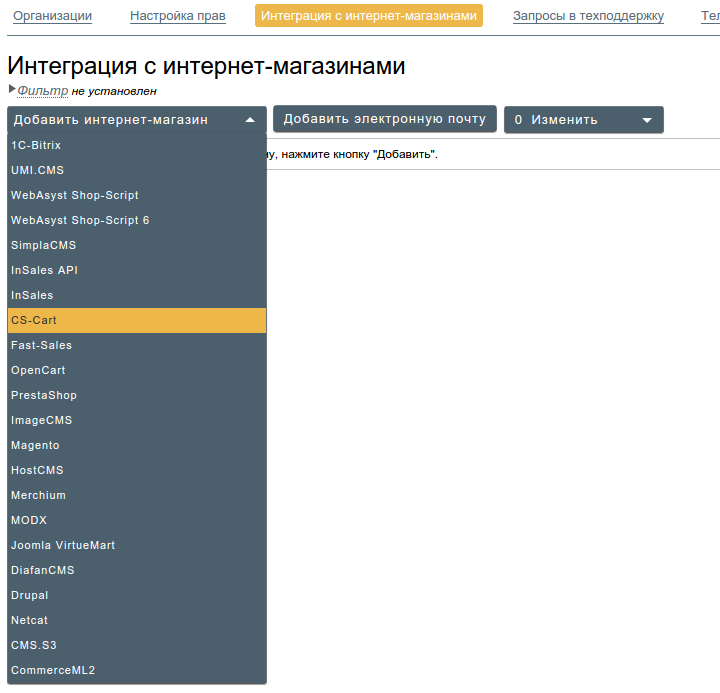 Организации Настройка прав Интеграция с интернет-магазинами Запросы в техподдержку
Интеграция с интернет-магазинами
Фильтр не установлен
Добавить интернет-магазин Добавить электронную почту 0 Изменить
1C-Bitrix
нажмите кнопку "Добавить".
UMI.CMS
WebAsyst Shop-Script
WebAsyst Shop-Script 6
SimplaCMS
InSales API
InSales
CS-Cart
Fast-Sales
OpenCart
PrestaShop
ImageCMS
Magento
HostCMS
Merchium
MODX
Joomla VirtueMart
DiafanCMS
Drupal
Netcat
CMS.S3
CommerceML2